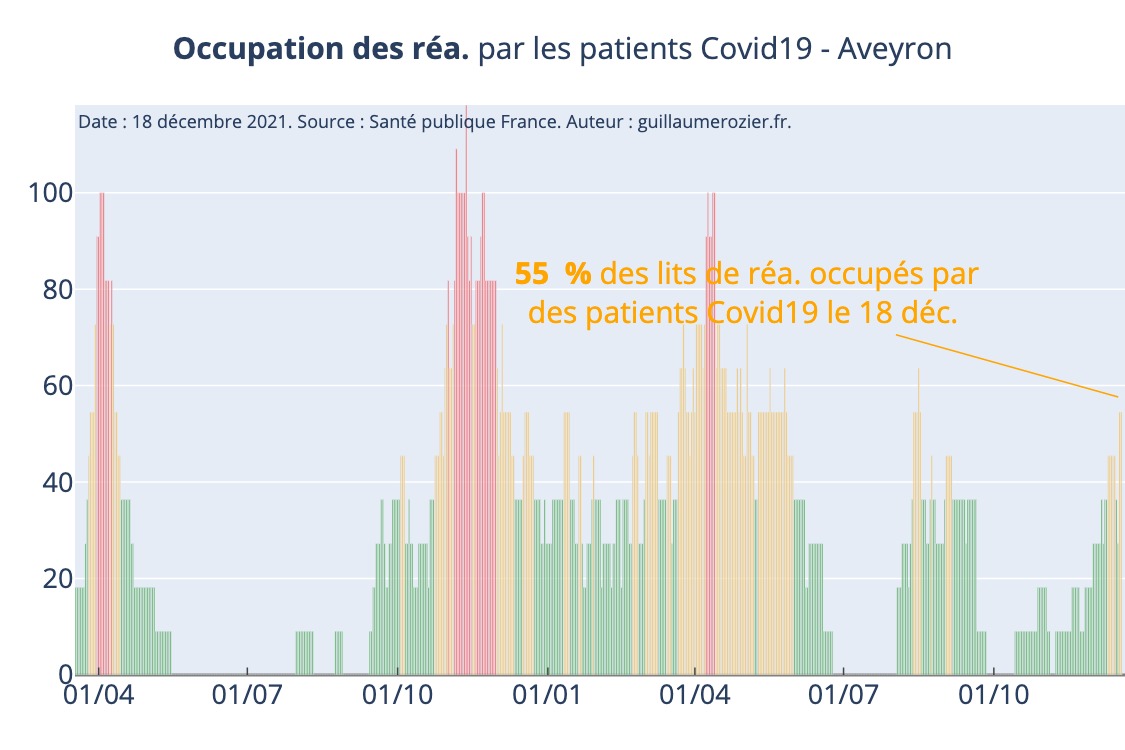 Occupation des réa. par les patients Covid19 - Aveyron
Date : 18 décembre 2021. Source : Santé publique France. Auteur : guillaumerozier.fr.
100
55  % des lits de réa. occupés par
80
des patients Covid19 le 18 déc.
60
40
20
0
01/04 01/07 01/10 01/01 01/04 01/07 01/10